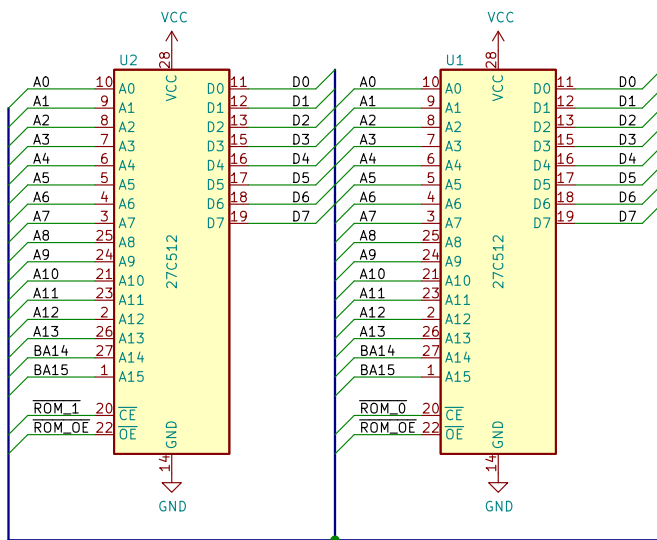 VCC VCC
U2 28 U1 28
A0 10 A0 VCC D0 11 D0 A0 10 A0 VCC D0 11 D0
A1 9 A1 D1 12 D1 A1 9 A1 D1 12 D1
A2 8 A2 D2 13 D2 A2 8 A2 D2 13 D2
A3 7 A3 D3 15 D3 A3 7 A3 D3 15 D3
A4 6 A4 D4 16 D4 A4 6 A4 D4 16 D4
A5 5 A5 D5 17 D5 A5 5 A5 D5 17 D5
A6 4 A6 D6 18 D6 A6 4 A6 D6 18 D6
A7 3 A7 D7 19 D7 A7 3 A7 D7 19 D7
A8 25 A8 A8 25 A8
A9 24 A9 27C512 A9 24 A9 27C512
A10 21 A10 A10 21 A10
A11 23 A11 A11 23 A11
A12 2 A12 A12 2 A12
A13 26 A13 A13 26 A13
BA14 27 A14 BA14 27 A14
BA15 1 A15 BA15 1 A15
ROM_1 20 CE ROM_0 20 CE
ROM_OE 22 OE GND ROM_OE 22 OE GND
14 14
GND GND